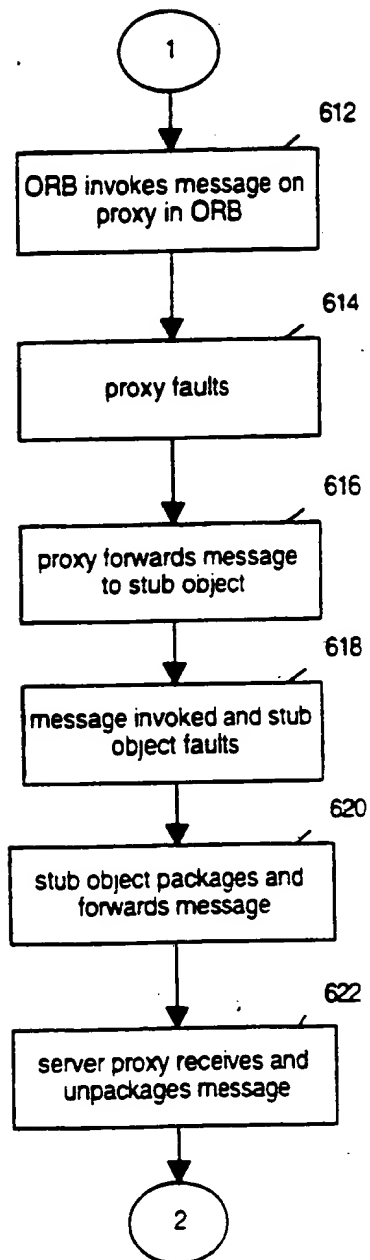 1
612
ORB invokes message on
proxy in ORB
614
proxy faults
616
proxy forwards message
to stub object
618
message invoked and stub
object faults
620
stub object packages and
forwards message
622
server proxy receives and
unpackages message
2